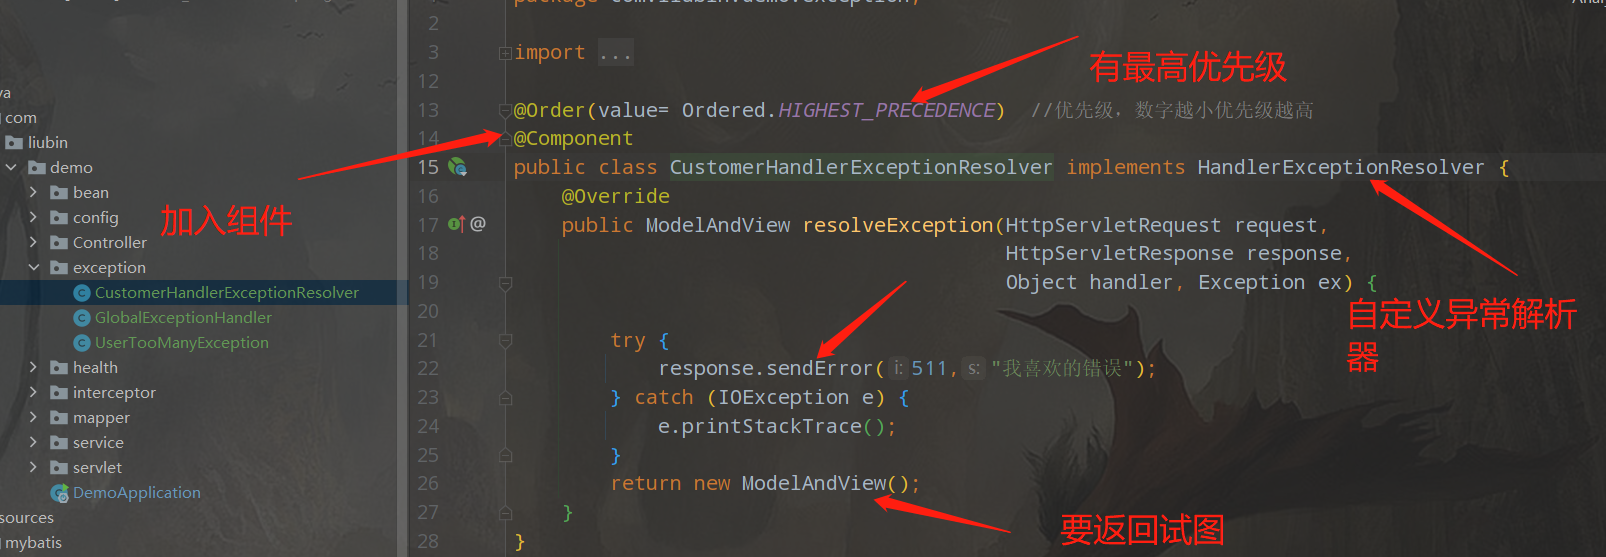 va
com
liubin
demo
bean
config
Controller
exception
CustomerHandlerExceptionResolver
GlobalExceptionHandler
UserTooManyException
health
interceptor
mapper
service
servlet
DemoApplication
sources
mybatis
加入组件
2
3 import ...
12
13 @Order(value= Ordered.HIGHEST_PRECEDENCE) //优先级，数字越小优先级越高
14 @Component
15 public class CustomerHandlerExceptionResolver implements HandlerExceptionResolver {
16 @Override
17 @ public ModelAndView resolveException(HttpServletRequest request,
18 HttpServletResponse response,
19 Object handler, Exception ex) {
20
21 try {
22 response.sendError( i: 511, s: "我喜欢的错误");
23 } catch (IOException e) {
24 e.printStackTrace();
25 }
26 return new ModelAndView();
27 }
28 }
有最高优先级
自定义异常解析
器
要返回试图